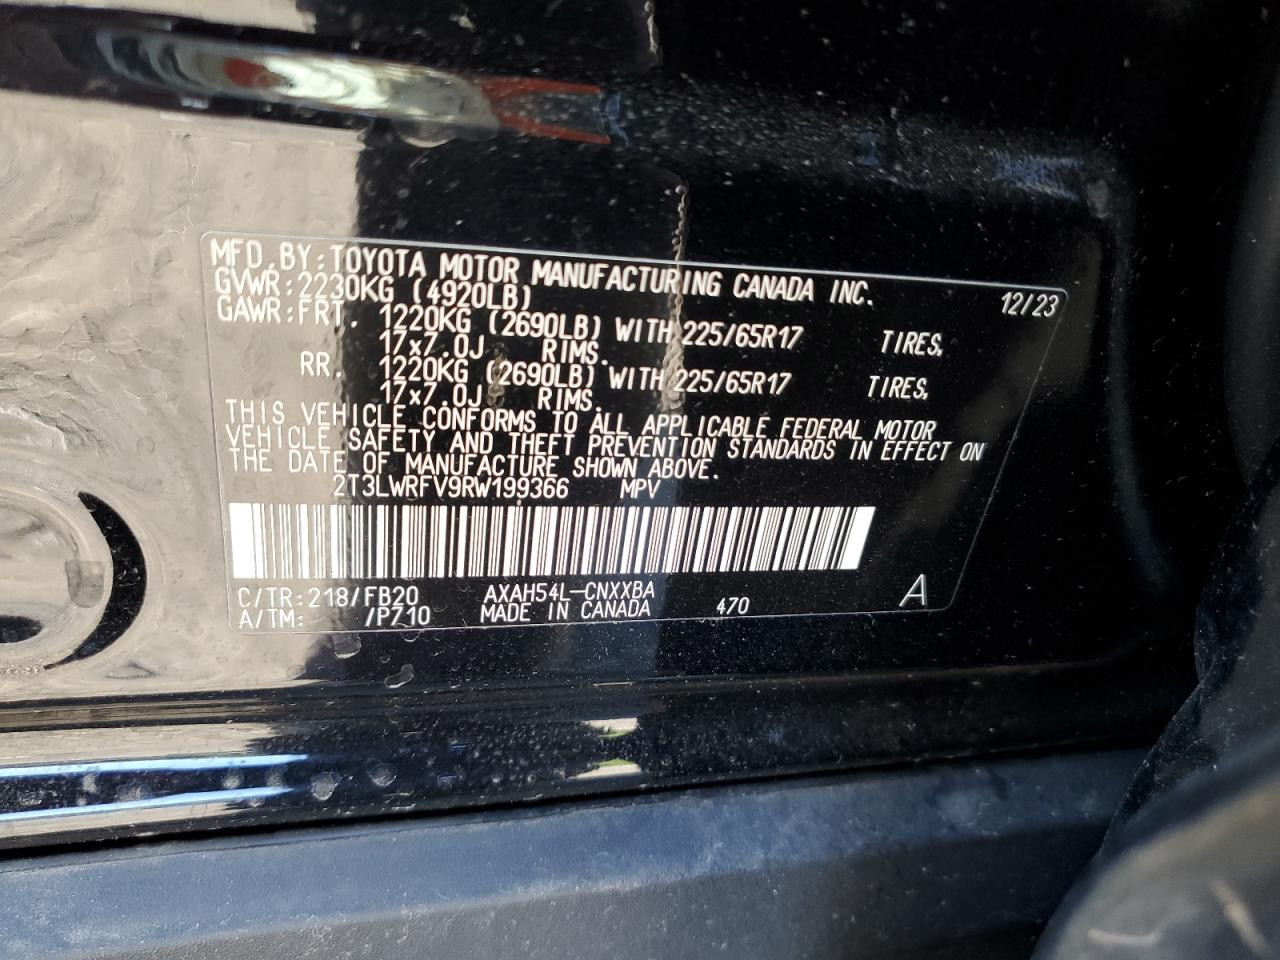 MFD.BY:TOYOTA MOTOR MANUFACTURING CANADA INC. 12/23
GVWR:2230KG (4920LB)
GAWR:FRT. 1220KG (2690LB) WITH 225/65R17 TIRES,
17x7.0J RIMS.
RR. 1220KG (2690LB) WITH 225/65R17 TIRES,
17x7.0J RIMS.
THIS VEHICLE CONFORMS TO ALL APPLICABLE FEDERAL MOTOR
VEHICLE SAFETY AND THEFT PREVENTION STANDARDS IN EFFECT ON
THE DATE OF MANUFACTURE SHOWN ABOVE.
2T3LWRFV9RW199366 MPV
C/TR:218/FB20 AXAH54L-CNXXBA
A/TM: /P710 MADE IN CANADA 470 A